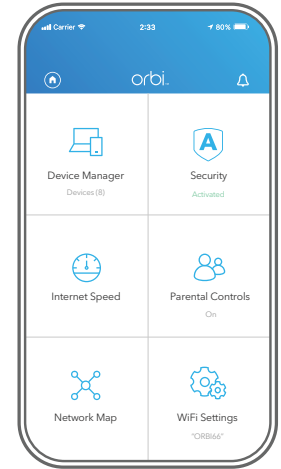 Carrier 2:33 80%
orbi
Device Manager Security
Devices (8) Activated
A
Internet Speed Parental Controls
On
Network Map WiFi Settings
"ORBI66"